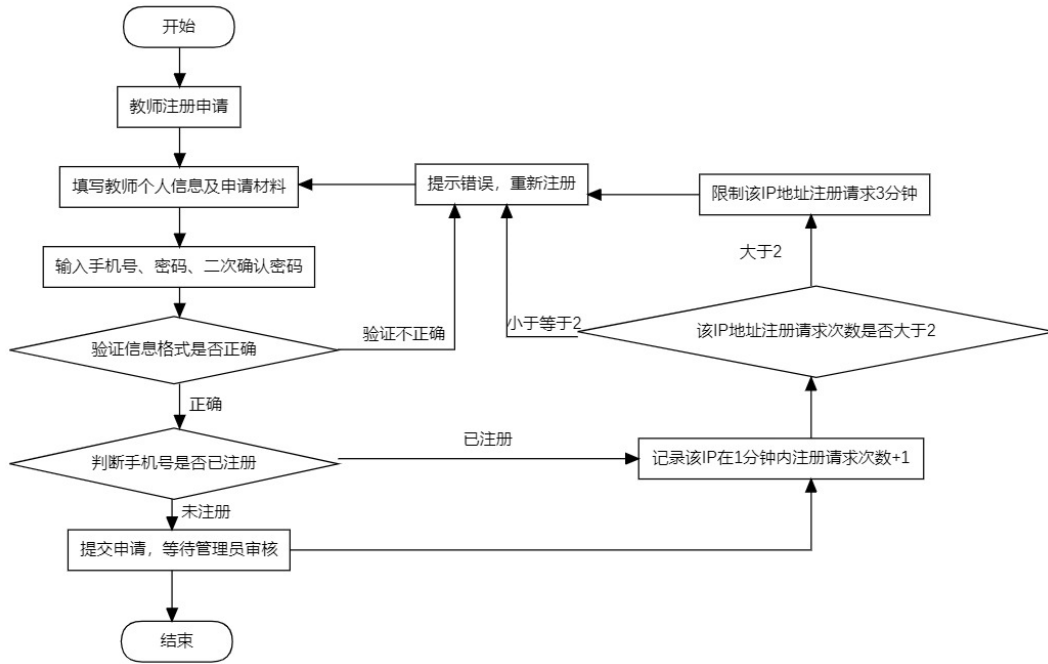 开始
教师注册申请
填写教师个人信息及申请材料
提示错误，重新注册
限制该IP地址注册请求3分钟
大于2
输入手机号、密码、二次确认密码
小于等于2
验证不正确
该IP地址注册请求次数是否大于2
验证信息格式是否正确
正确
已注册
判断手机号是否已注册
记录该IP在1分钟内注册请求次数+1
未注册
提交申请，等待管理员审核
结束